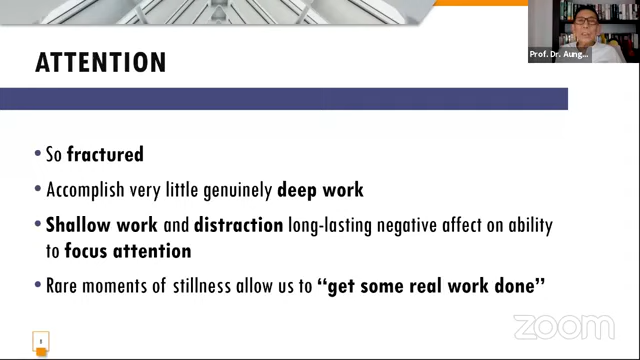 Prof. Dr. Aung...
ATTENTION
• So fractured
• Accomplish very little genuinely deep work
• Shallow work and distraction long-lasting negative affect on ability
to focus attention
• Rare moments of stillness allow us to “get some real work done”
zoom